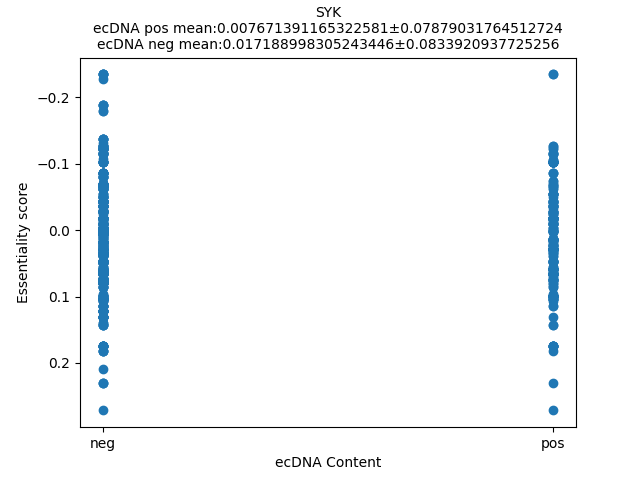 SYK
ecDNA pos mean:0.007671391165322581±0.07879031764512724
ecDNA neg mean:0.017188998305243446±0.0833920937725256
−0.2
−0.1
0.0
0.1
0.2
Essentiality score
neg pos
ecDNA Content